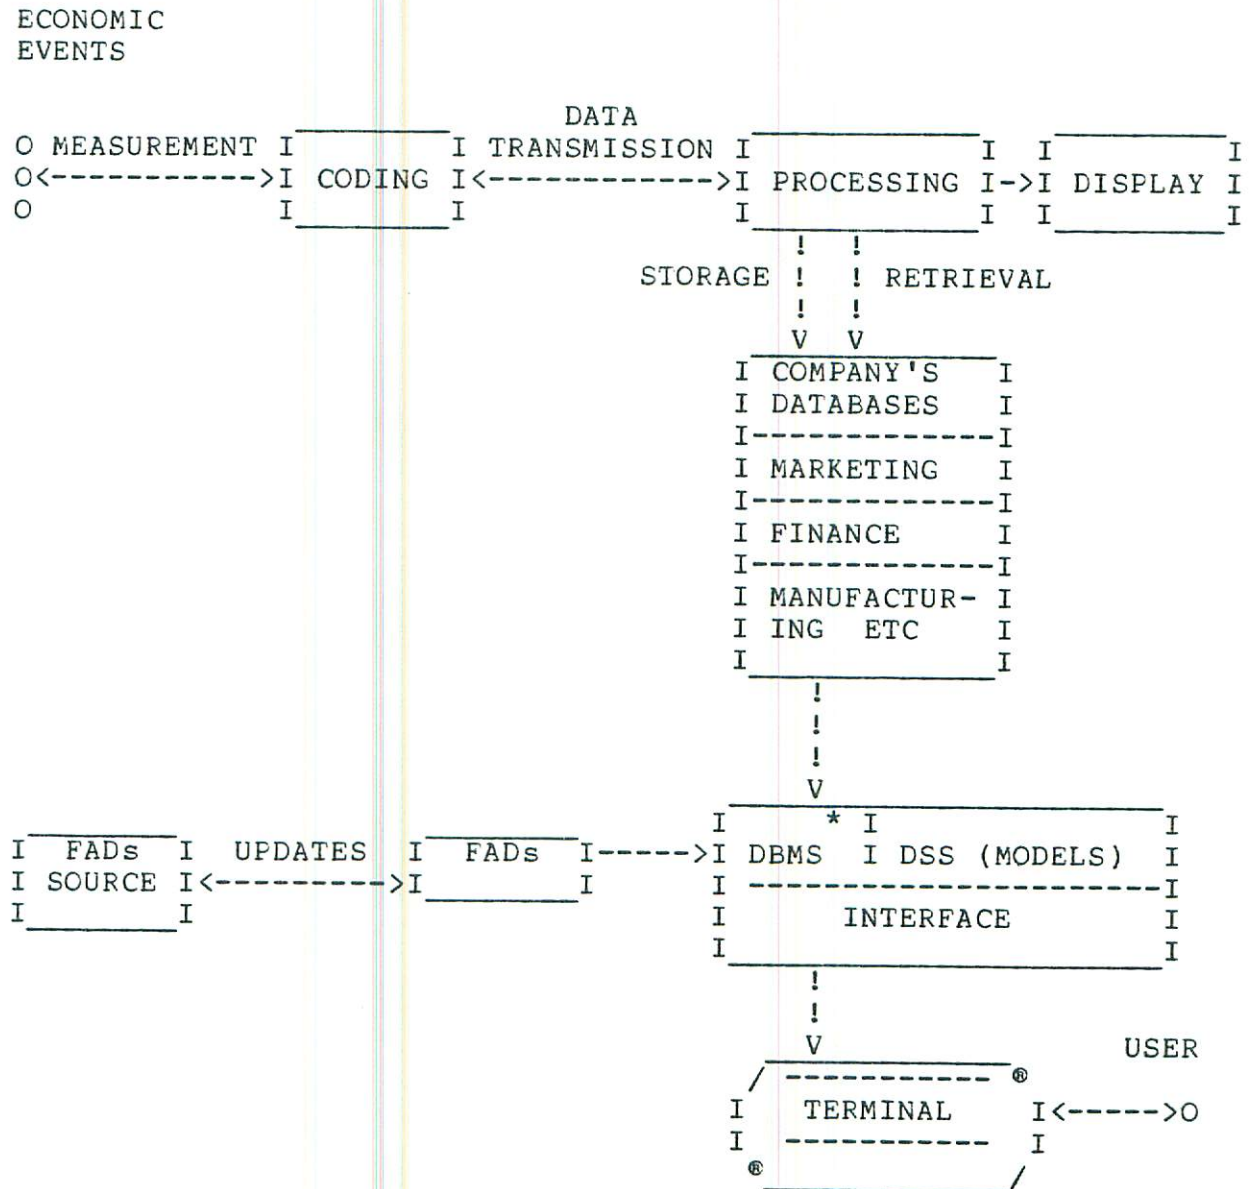 ECONOMIC
EVENTS
DATA
O MEASUREMENT I I TRANSMISSION I I I I
O<------------>I CODING I<------------->I PROCESSING I->I DISPLAY I
O I I I I I I
! !
STORAGE ! ! RETRIEVAL
! !
V V
I COMPANY'S I
I DATABASES I
I-------------I
I MARKETING I
I-------------I
I FINANCE I
I-------------I
I MANUFACTUR- I
I ING ETC I
I I
!
!
!
V
I * I I
I FADs I UPDATES I FADs I----->I DBMS I DSS (MODELS) I
I SOURCE I<---------->I I I ----------------------I
I I I INTERFACE I
I I
!
!
V USER
/ ------------ ®
I TERMINAL I<----->O
I ------------ I
® /